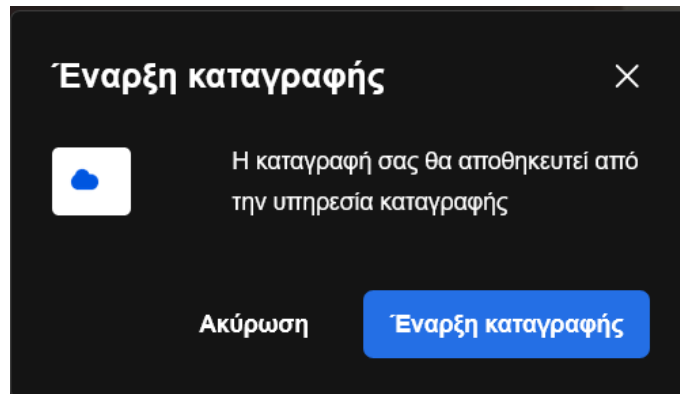 Έναρξη καταγραφής
Η καταγραφή σας θα αποθηκευτεί από
την υπηρεσία καταγραφής
Ακύρωση
Έναρξη καταγραφής